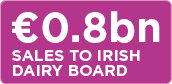 €0.8bn
SALES TO IRISH
DAIRY BOARD